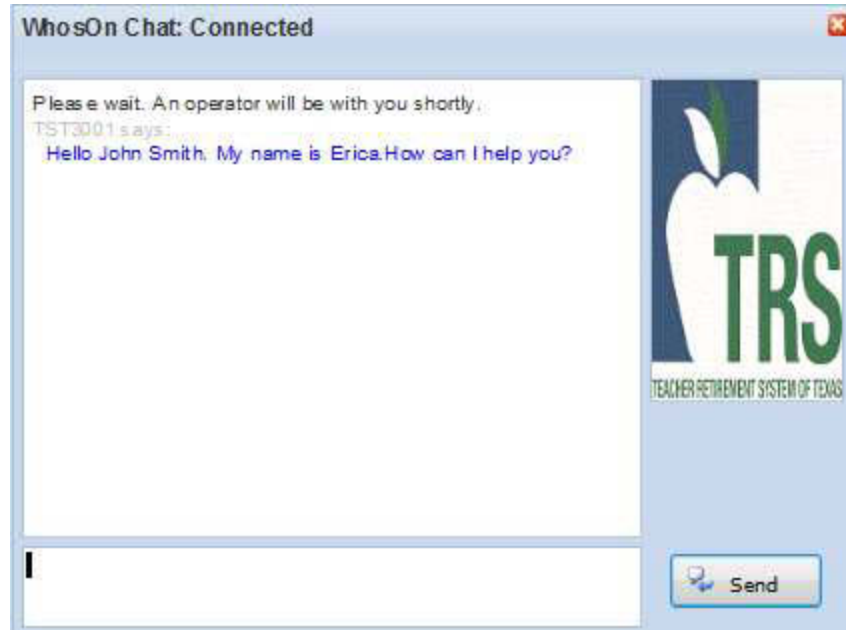 WhosOn Chat: Connected
Please wait. An operator will be with you shortly.
TST3001 says:
Hello John Smith. My name is Erica.How can I help you?
TRS
TEACHER RETIREMENT SYSTEM OF TEXAS
Send